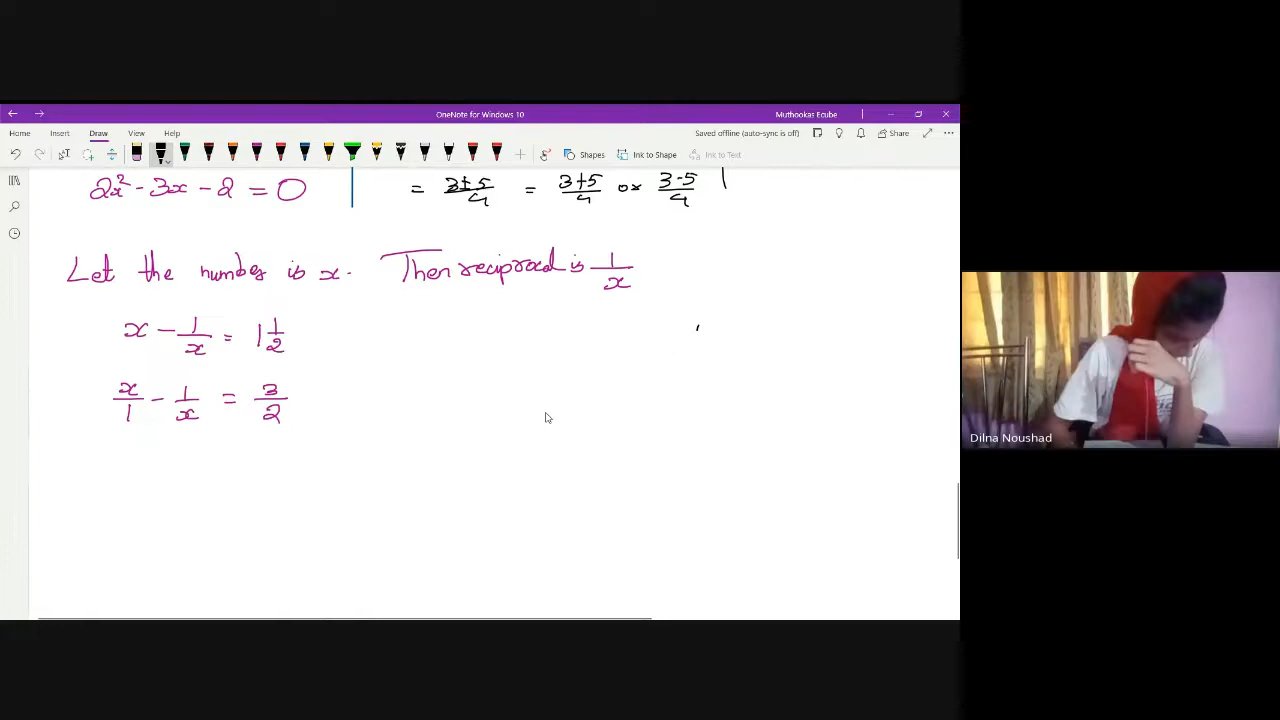 OneNote for Windows 10
Muthookas Ecube
Home Insert Draw View Help
Saved offline (auto-sync is off)
Share
Shapes
Ink to Shape
Ink to Text
2x² - 3x - 2 = 0
= 3±5/4 = 3+5/4 or 3-5/4
Let the number is x. Then reciprocal is 1/x
x - 1/x = 1 1/2
x/1 - 1/x = 3/2
Dilna Noushad